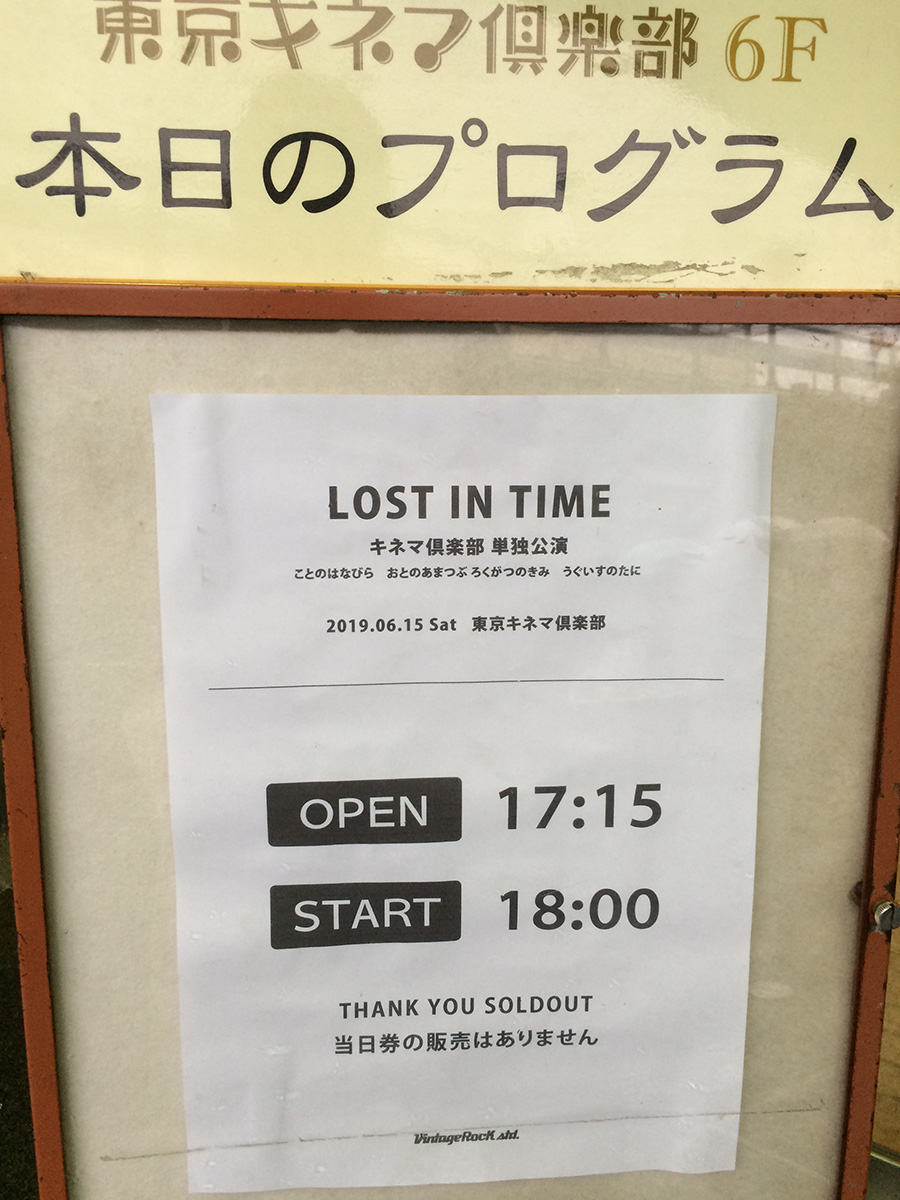 東京キネマ倶楽部 6F
本日のプログラム
LOST IN TIME
キネマ倶楽部 単独公演
ことのはなびら　おとのあまつぶ ろくがつのきみ　うぐいすのたに
2019.06.15 Sat　東京キネマ倶楽部
OPEN 17:15
START 18:00
THANK YOU SOLDOUT
当日券の販売はありません
VintageRock std.